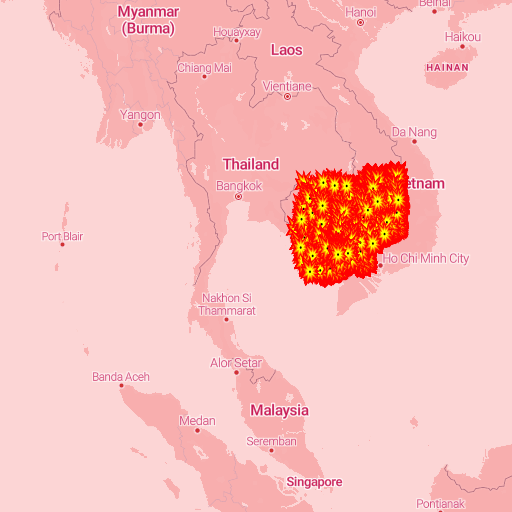 Myanmar
(Burma)
Hanoi
Beihai
Houayxay
Haikou
Laos
HAINAN
Chiang Mai
Vientiane
Yangon
Da Nang
Thailand
Bangkok
etnam
Port Blair
Ho Chi Minh City
Nakhon Si
Thammarat
Alor Setar
Banda Aceh
Malaysia
Medan
Seremban
Singapore
Pontianak